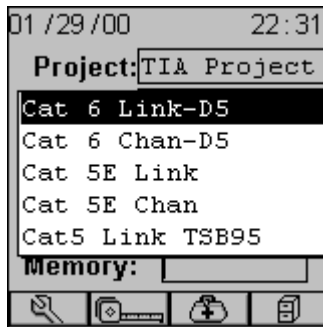 01/29/00 22:31
Project: TIA Project
Cat 6 Link-D5
Cat 6 Chan-D5
Cat 5E Link
Cat 5E Chan
Cat5 Link TSB95
Memory: